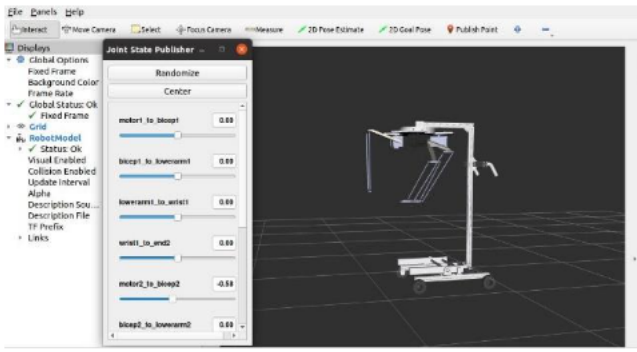 File Panels Help
Interact Move Camera Select Focus Camera Measure 2D Pose Estimate 2D Goal Pose Publish Point
Displays
Global Options
Fixed Frame
Background Color
Frame Rate
Global Status: Ok
Fixed Frame
Grid
RobotModel
Status: Ok
Visual Enabled
Collision Enabled
Update Interval
Alpha
Description Sou...
Description File
TF Prefix
Links
Joint State Publisher
Randomize
Center
motor1_to_bicep1 0.00
bicep1_to_lowerarm1 0.00
lowerarm1_to_wrist1 0.00
wrist1_to_end2 0.00
motor2_to_bicep2 -0.58
bicep2_to_lowerarm2 0.00